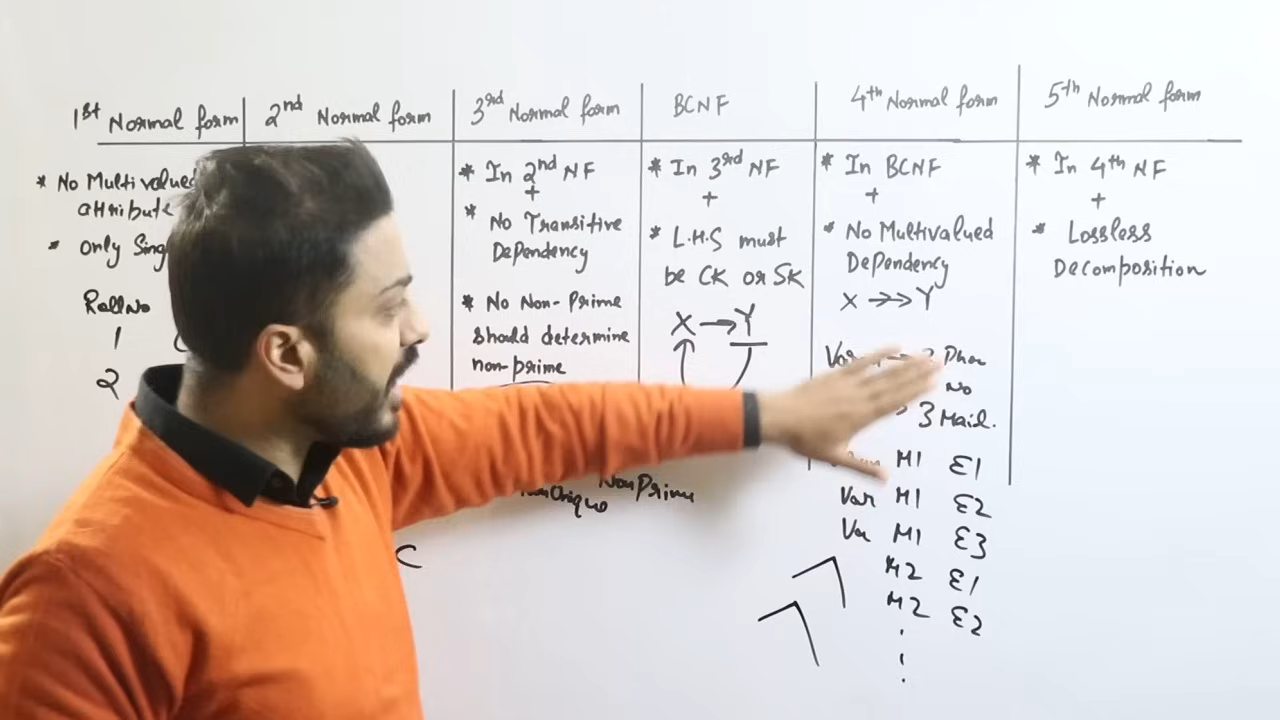 1st Normal form
2nd Normal form
3rd Normal form
BCNF
4th Normal form
5th Normal form
* No Multivalued
attribute
* only Sing
RollNo
1
2
* In 2nd NF
+
* No Transitive
Dependency
* No Non-Prime
should determine
non-prime
NonPrime
C
* In 3rd NF
+
* L.H.S must
be CK or SK
X → Y
* In BCNF
+
* No Multivalued
Dependency
X →→ Y
Phon
No
3 Mail.
M1 E1
Var M1 E2
Va M1 E3
M2 E1
M2 E2
* In 4th NF
+
* Lossless
Decomposition